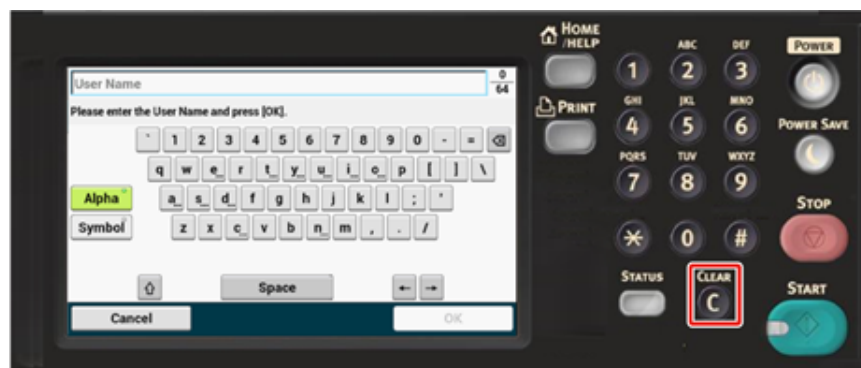 User Name
0
64
Please enter the User Name and press [OK].
` 1 2 3 4 5 6 7 8 9 0 - =
q w e r t y u i o p [ ] \
Alpha a s d f g h j k l ; '
Symbol z x c v b n m , . /
Space ← →
Cancel OK
HOME
/HELP
PRINT
1 ABC 2 DEF 3
GHI 4 JKL 5 MNO 6
PQRS 7 TUV 8 WXYZ 9
* 0 #
STATUS
CLEAR
C
POWER
POWER SAVE
STOP
START